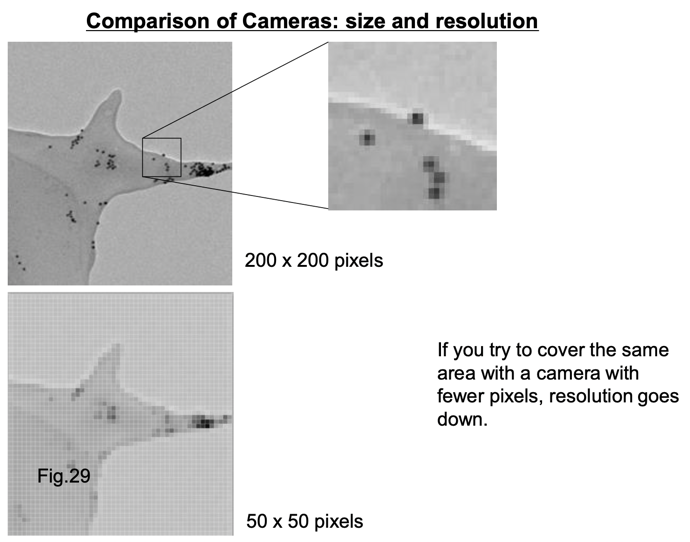 Comparison of Cameras: size and resolution
200 x 200 pixels
If you try to cover the same
area with a camera with
fewer pixels, resolution goes
down.
Fig.29
50 x 50 pixels